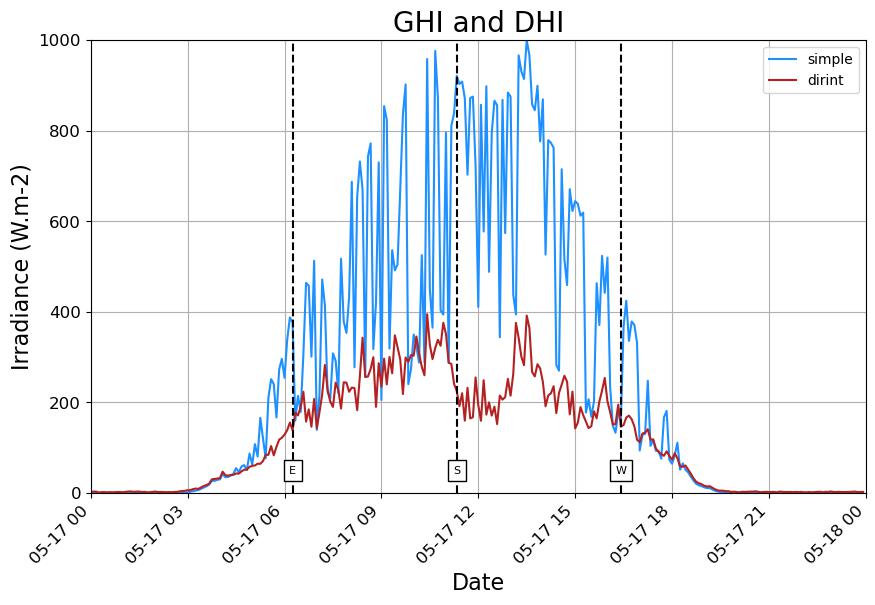 GHI and DHI
simple
dirint
Irradiance (W.m-2)
1000
800
600
400
200
0
E
S
W
05-17 00
05-17 03
05-17 06
05-17 09
05-17 12
05-17 15
05-17 18
05-17 21
05-18 00
Date